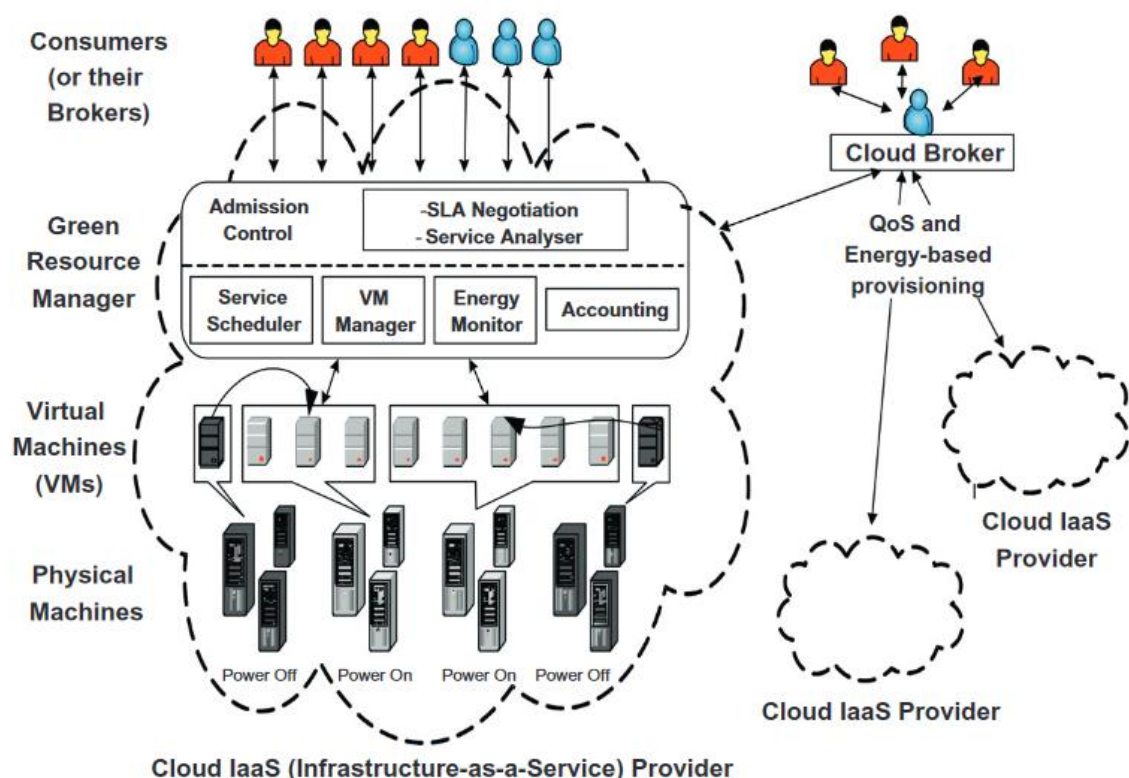 Consumers
(or their
Brokers)
Cloud Broker
Green
Resource
Manager
Admission
Control
-SLA Negotiation
- Service Analyser
QoS and
Energy-based
provisioning
Service
Scheduler
VM
Manager
Energy
Monitor
Accounting
Virtual
Machines
(VMs)
Cloud IaaS
Provider
Physical
Machines
Power Off
Power On
Power On
Power Off
Cloud IaaS Provider
Cloud IaaS (Infrastructure-as-a-Service) Provider